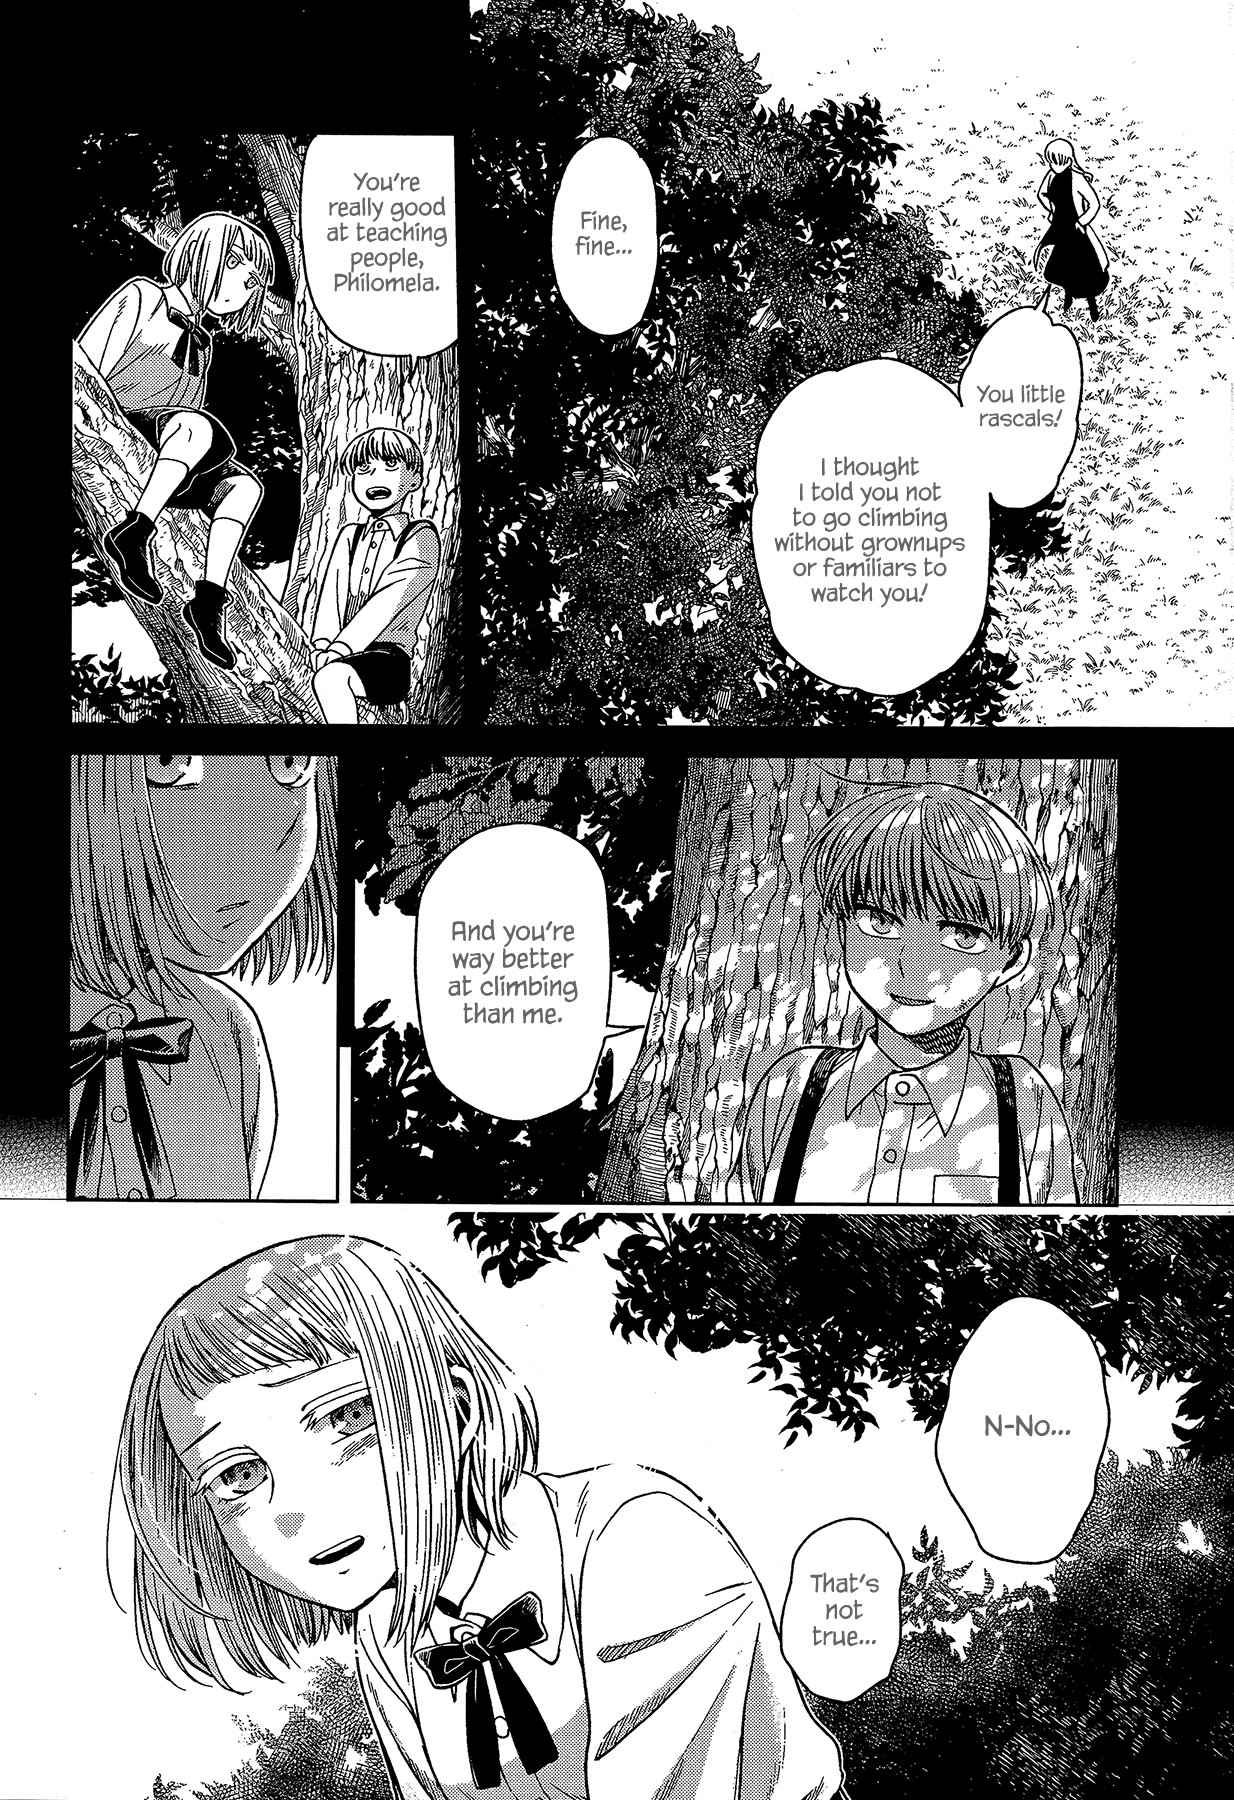 You little
rascals!
I thought
I told you not
to go climbing
without grownups
or familiars to
watch you!
Fine,
fine...
You're
really good
at teaching
people,
Philomela.
And you're
way better
at climbing
than me.
N-No...
That's
not
true...